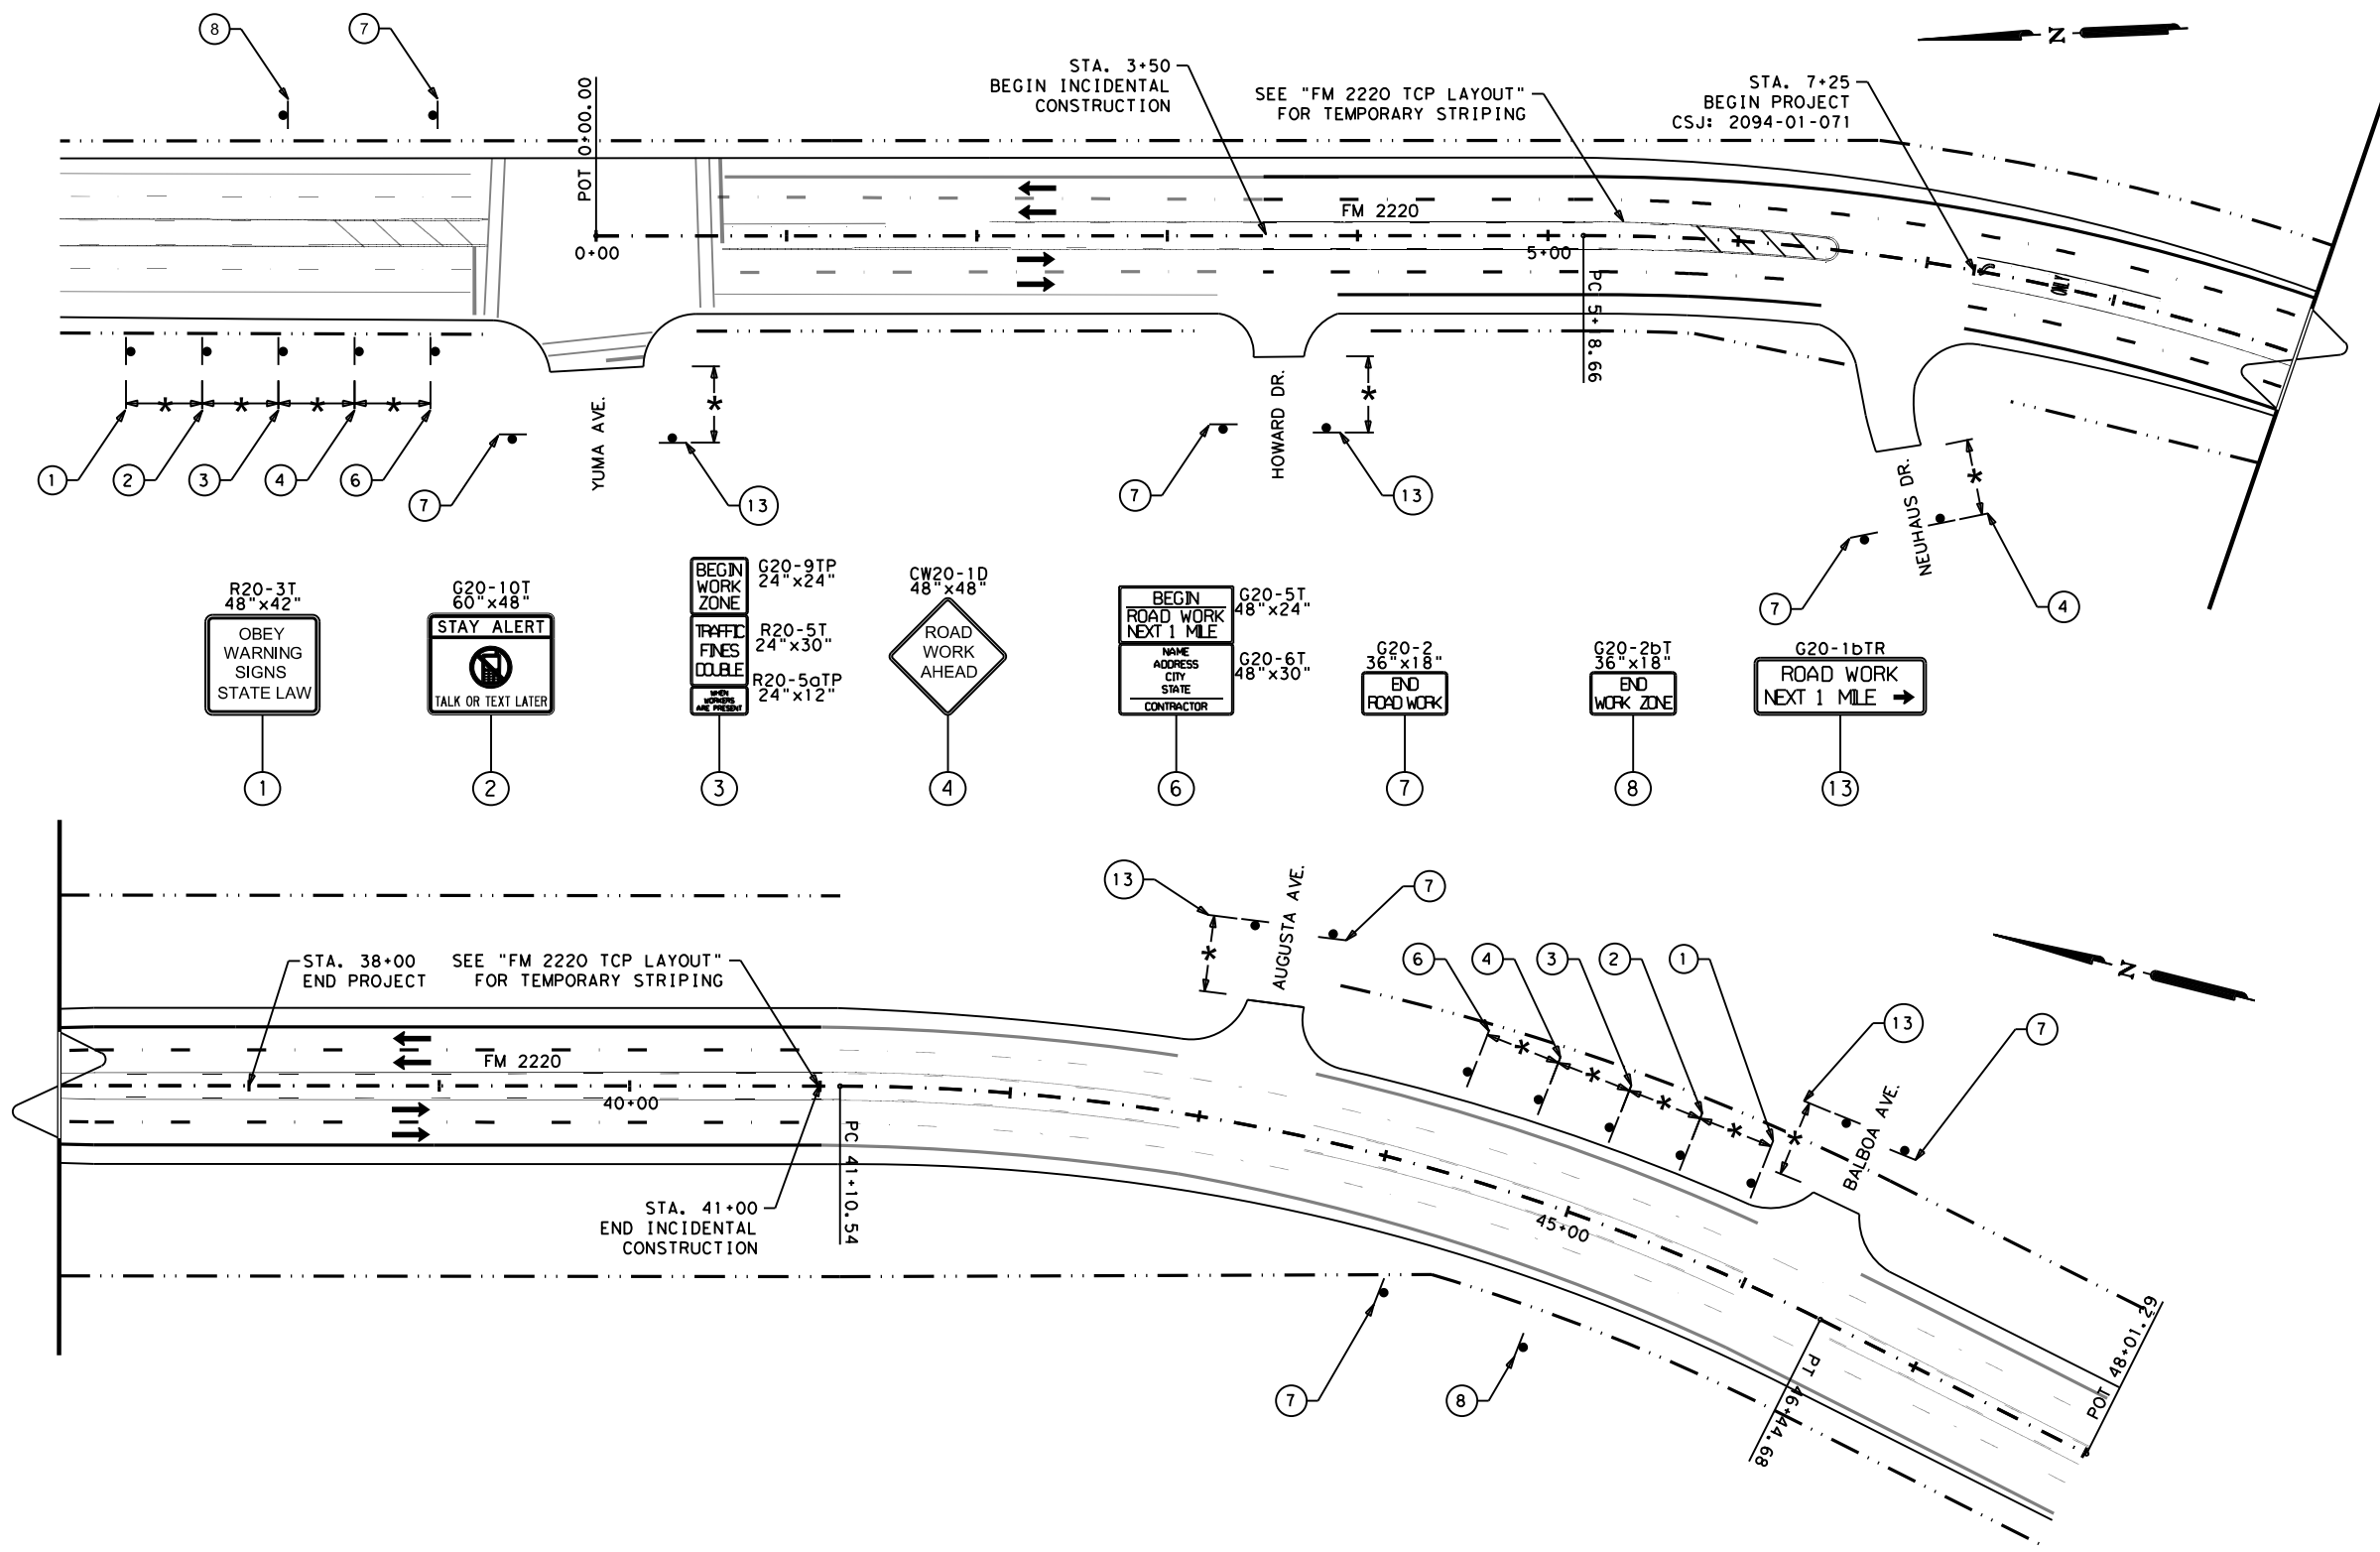 8
7
N
POT 0+00.00
STA. 3+50
BEGIN INCIDENTAL
CONSTRUCTION
SEE "FM 2220 TCP LAYOUT"
FOR TEMPORARY STRIPING
STA. 7+25
BEGIN PROJECT
CSJ: 2094-01-071
FM 2220
0+00
5+00
ONLY
* * * *
1
2
3
4
6
7
YUMA AVE.
*
13
7
HOWARD DR.
*
13
7
NEUHAUS DR.
*
4
R20-3T
48"x42"
OBEY
WARNING
SIGNS
STATE LAW
1
G20-10T
60"x48"
STAY ALERT
TALK OR TEXT LATER
2
BEGIN
WORK
ZONE
G20-9TP
24"x24"
TRAFFIC
FINES
DOUBLE
R20-5T
24"x30"
WHEN
WORKERS
ARE PRESENT
R20-5aTP
24"x12"
3
CW20-1D
48"x48"
ROAD
WORK
AHEAD
4
BEGIN
ROAD WORK
NEXT 1 MILE
G20-5T
48"x24"
NAME
ADDRESS
CITY
STATE
CONTRACTOR
G20-6T
48"x30"
6
G20-2
36"x18"
END
ROAD WORK
7
G20-2bT
36"x18"
END
WORK ZONE
8
G20-1bTR
ROAD WORK
NEXT 1 MILE
13
13
7
AUGUSTA AVE.
*
STA. 38+00
END PROJECT
SEE "FM 2220 TCP LAYOUT"
FOR TEMPORARY STRIPING
6
4
3
2
1
* * * *
N
13
7
*
BALBOA AVE.
FM 2220
40+00
PC 41+10.54
STA. 41+00
END INCIDENTAL
CONSTRUCTION
45+00
7
8
PT 46+44.68
POT 48+01.29